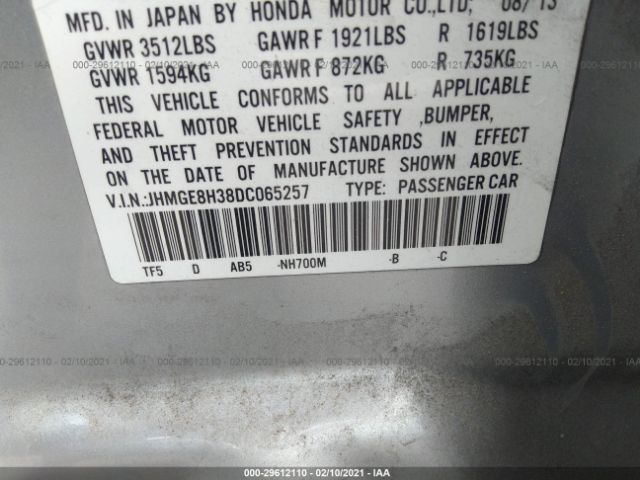 MFD. IN JAPAN BY HONDA MOTOR CO.,LTD; 08/13
GVWR 3512LBS GAWR F 1921LBS R 1619LBS
GVWR 1594KG GAWR F 872KG R 735KG
THIS VEHICLE CONFORMS TO ALL APPLICABLE
FEDERAL MOTOR VEHICLE SAFETY ,BUMPER,
AND THEFT PREVENTION STANDARDS IN EFFECT
ON THE DATE OF MANUFACTURE SHOWN ABOVE.
V.I.N.:JHMGE8H38DC065257 TYPE: PASSENGER CAR
TF5 D AB5 -NH700M -B -C
000-29612110 - 02/10/2021 - IAA